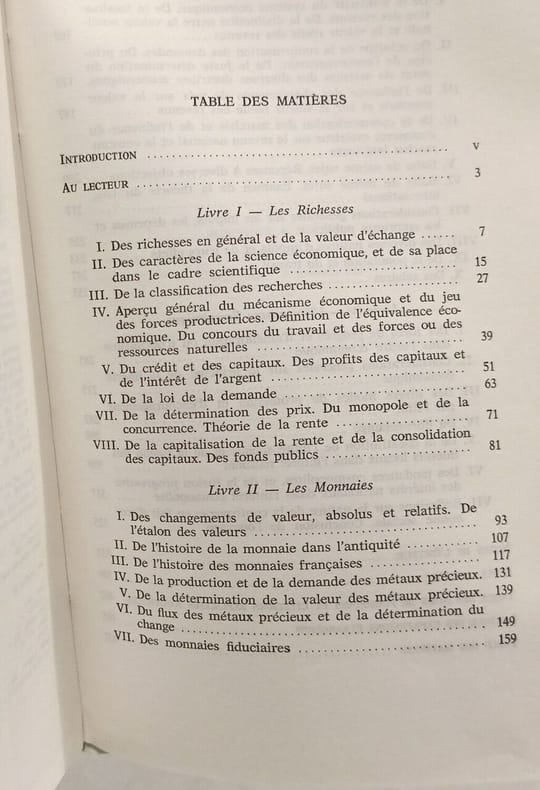 TABLE DES MATIÈRES
INTRODUCTION .......... V
AU LECTEUR .......... 3
Livre I — Les Richesses
I. Des richesses en général et de la valeur d'échange ...... 7
II. Des caractères de la science économique, et de sa place
dans le cadre scientifique .......... 15
III. De la classification des recherches .......... 27
IV. Aperçu général du mécanisme économique et du jeu
des forces productrices. Définition de l'équivalence éco-
nomique. Du concours du travail et des forces ou des
ressources naturelles .......... 39
V. Du crédit et des capitaux. Des profits des capitaux et
de l'intérêt de l'argent .......... 51
VI. De la loi de la demande .......... 63
VII. De la détermination des prix. Du monopole et de la
concurrence. Théorie de la rente .......... 71
VIII. De la capitalisation de la rente et de la consolidation
des capitaux. Des fonds publics .......... 81
Livre II — Les Monnaies
I. Des changements de valeur, absolus et relatifs. De
l'étalon des valeurs .......... 93
II. De l'histoire de la monnaie dans l'antiquité .......... 107
III. De l'histoire des monnaies françaises .......... 117
IV. De la production et de la demande des métaux précieux. 131
V. De la détermination de la valeur des métaux précieux. 139
VI. Du flux des métaux précieux et de la détermination du
change .......... 149
VII. Des monnaies fiduciaires .......... 159